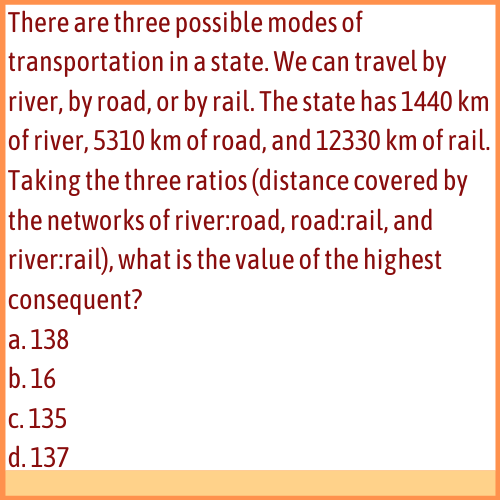 There are three possible modes of
transportation in a state. We can travel by
river, by road, or by rail. The state has 1440 km
of river, 5310 km of road, and 12330 km of rail.
Taking the three ratios (distance covered by
the networks of river:road, road:rail, and
river:rail), what is the value of the highest
consequent?
a. 138
b. 16
c. 135
d. 137